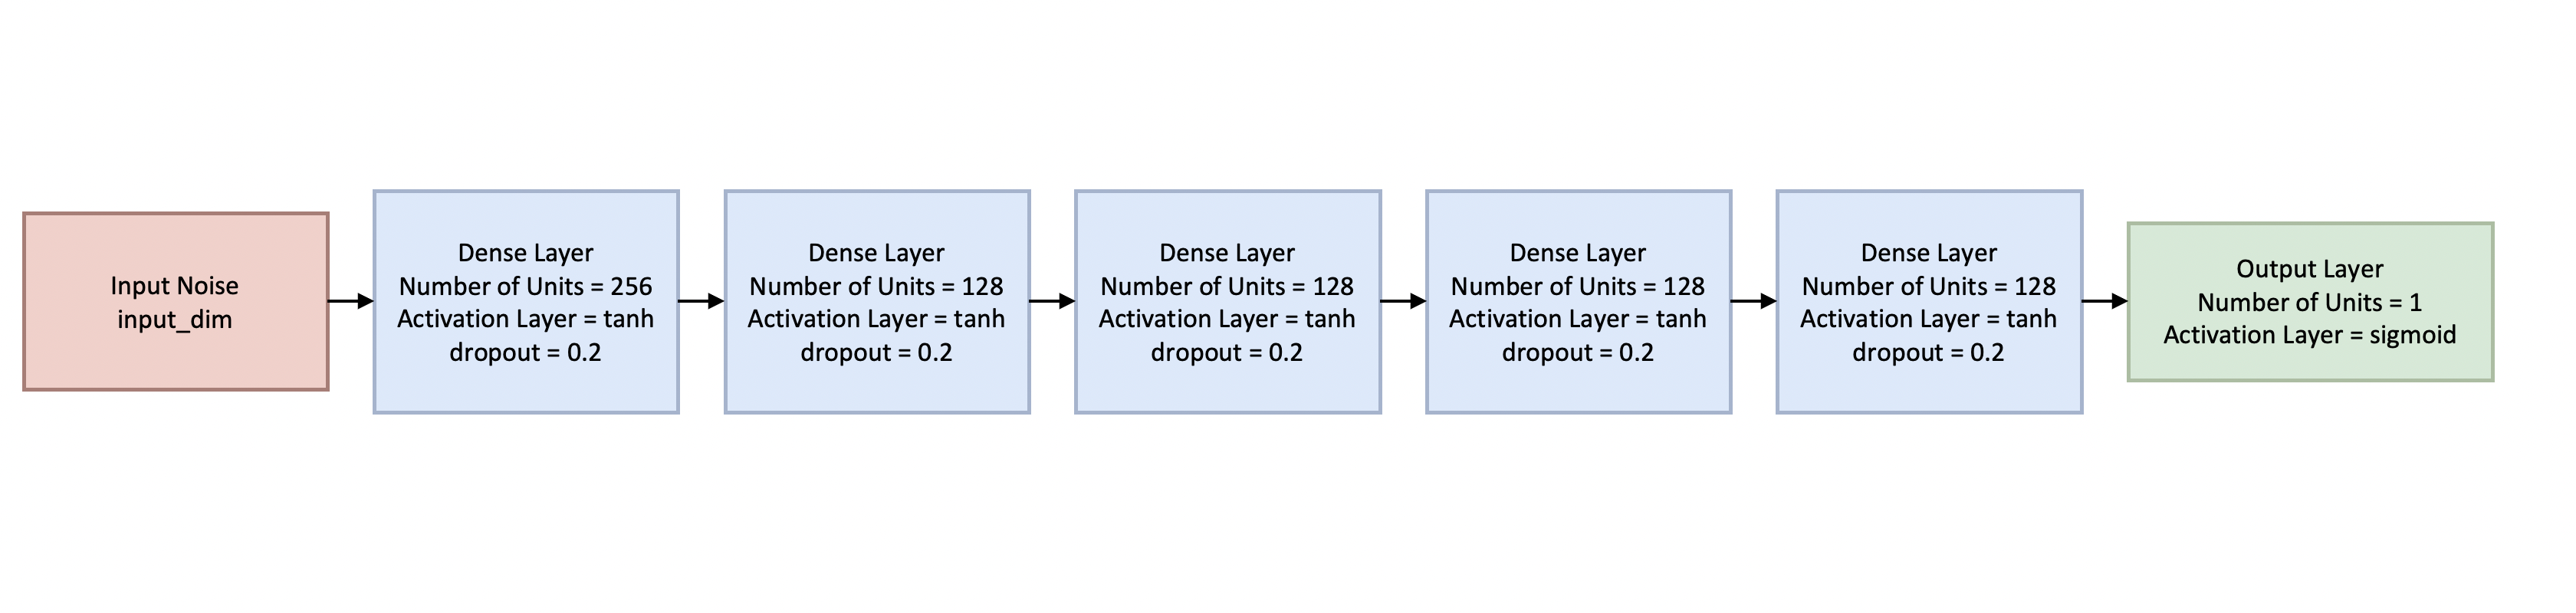 Input Noise
input_dim
Dense Layer
Number of Units = 256
Activation Layer = tanh
dropout = 0.2
Dense Layer
Number of Units = 128
Activation Layer = tanh
dropout = 0.2
Dense Layer
Number of Units = 128
Activation Layer = tanh
dropout = 0.2
Dense Layer
Number of Units = 128
Activation Layer = tanh
dropout = 0.2
Dense Layer
Number of Units = 128
Activation Layer = tanh
dropout = 0.2
Output Layer
Number of Units = 1
Activation Layer = sigmoid